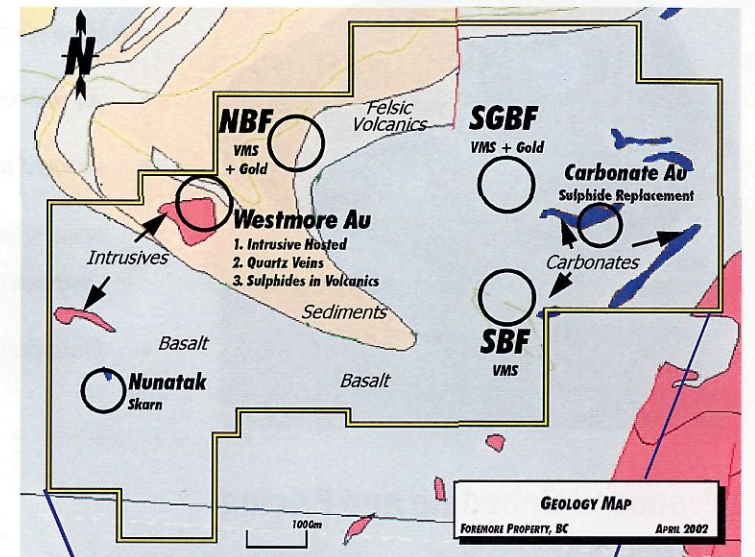 N
NBF
VMS
+ Gold
Felsic
Volcanics
SGBF
VMS + Gold
Carbonate Au
Sulphide Replacement
Westmore Au
1. Intrusive Hosted
2. Quartz Veins
3. Sulphides in Volcanics
Intrusives
Carbonates
Sediments
Basalt
SBF
VMS
Basalt
Nunatak
Skarn
1000m
GEOLOGY MAP
FOREMORE PROPERTY, BC APRIL 2002